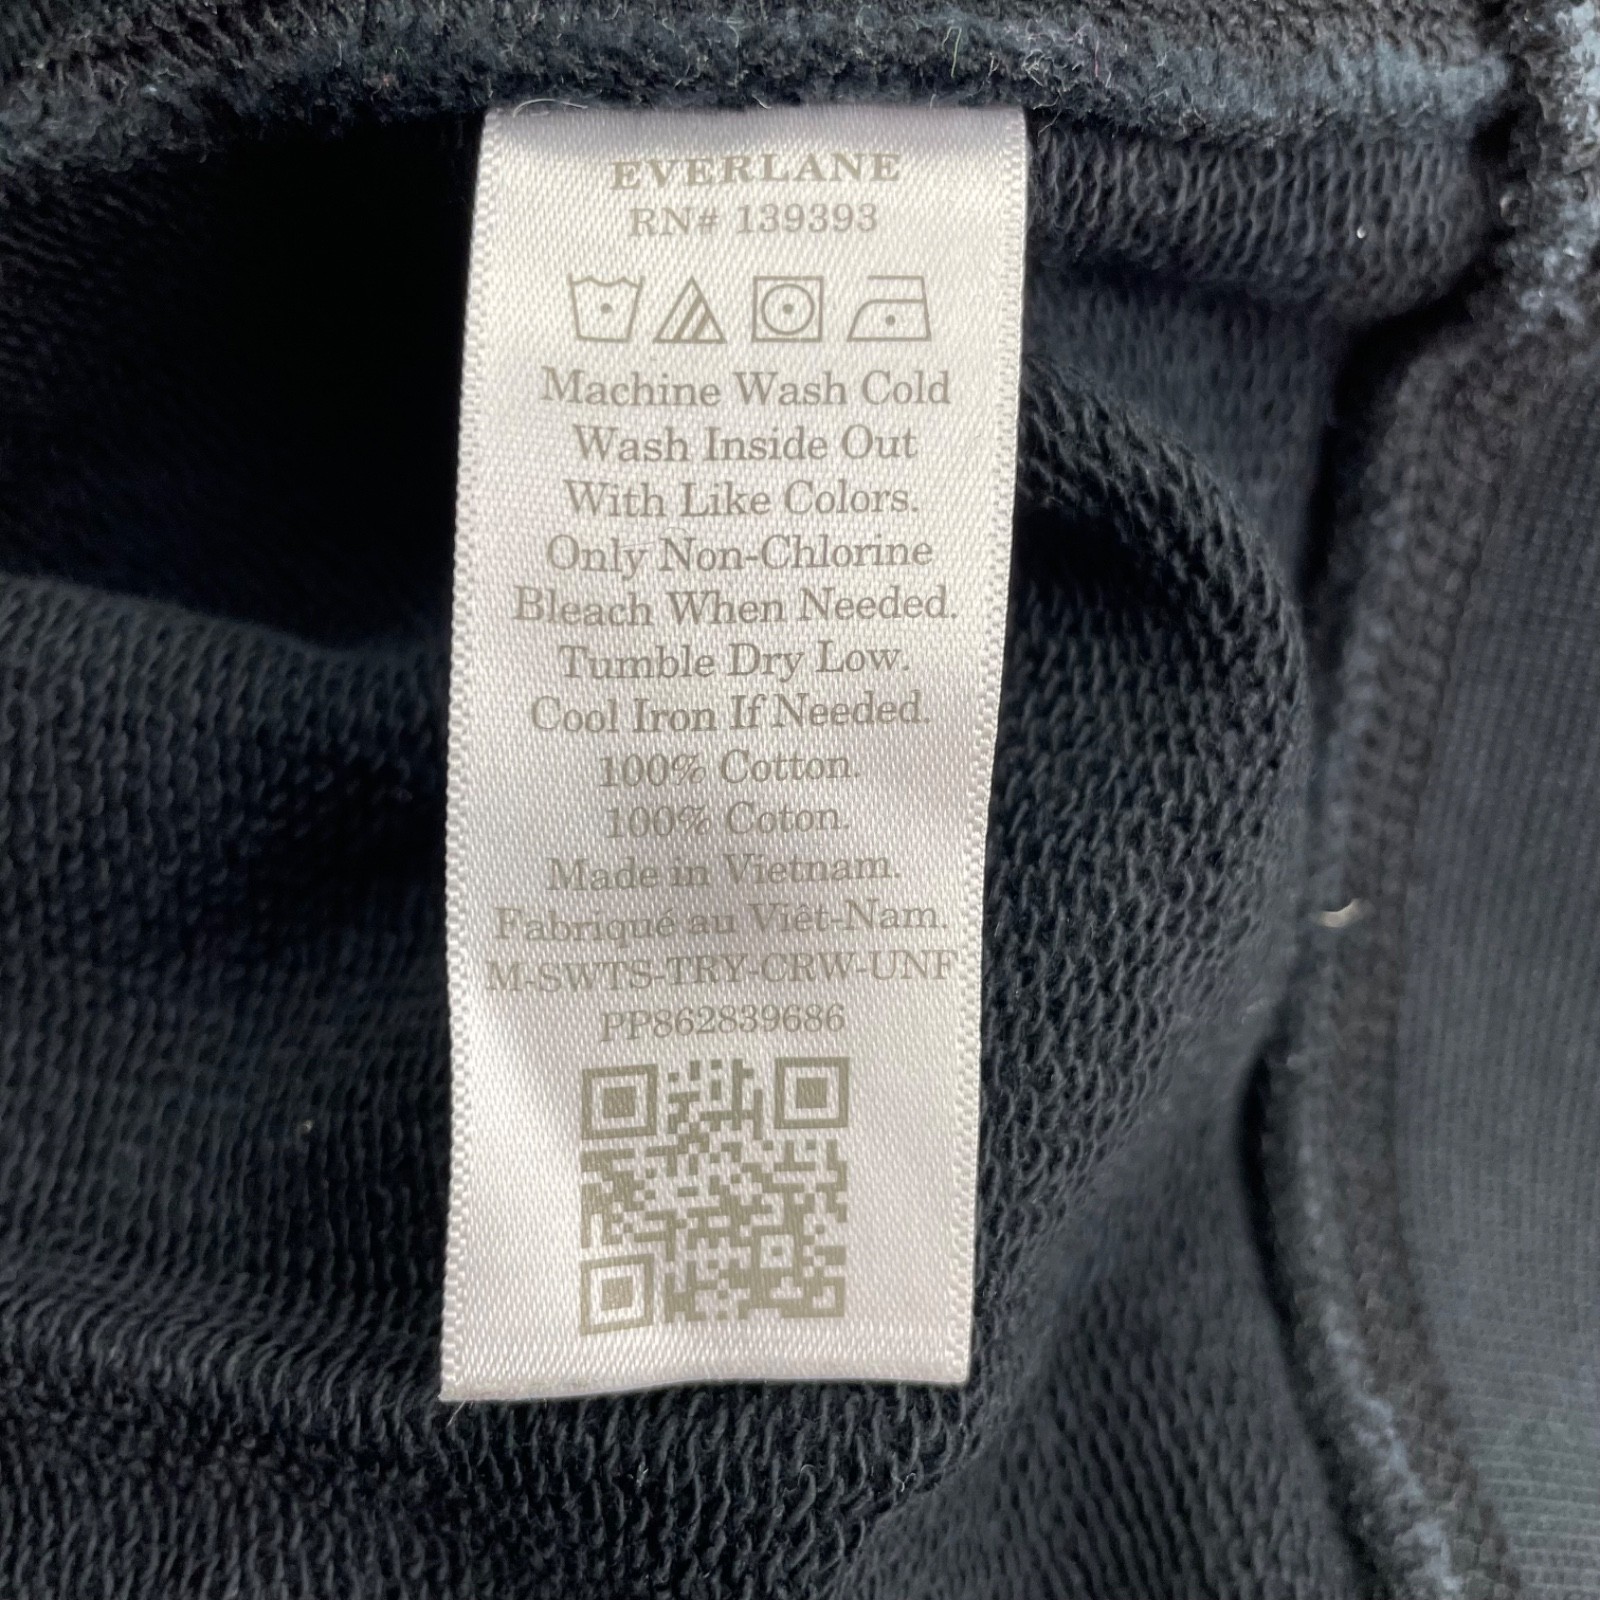 EVERLANE
RN# 139393
Machine Wash Cold
Wash Inside Out
With Like Colors.
Only Non-Chlorine
Bleach When Needed.
Tumble Dry Low.
Cool Iron If Needed.
100% Cotton.
100% Coton.
Made in Vietnam.
Fabriqué au Viêt-Nam.
M-SWTS-TRY-CRW-UNF
PP862839686